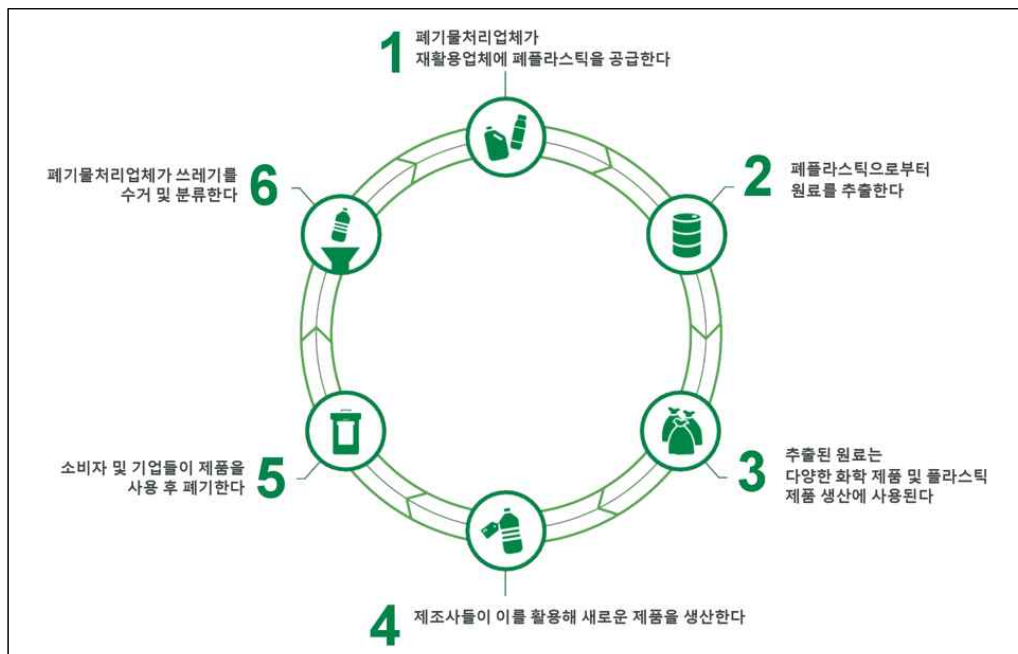 1
폐기물처리업체가
재활용업체에 폐플라스틱을 공급한다
2
폐플라스틱으로부터
원료를 추출한다
3
추출된 원료는
다양한 화학 제품 및 플라스틱
제품 생산에 사용된다
4
제조사들이 이를 활용해 새로운 제품을 생산한다
5
소비자 및 기업들이 제품을
사용 후 폐기한다
6
폐기물처리업체가 쓰레기를
수거 및 분류한다